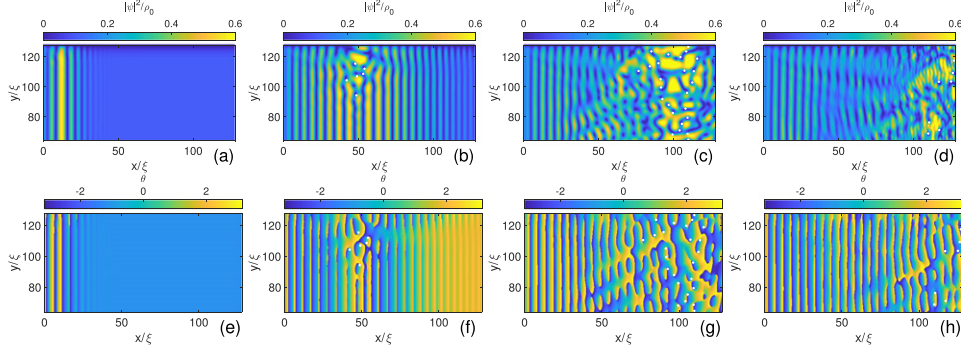 |ψ|²/ρ₀ |ψ|²/ρ₀ |ψ|²/ρ₀ |ψ|²/ρ₀
0 0.2 0.4 0.6 0 0.2 0.4 0.6 0 0.2 0.4 0.6 0 0.2 0.4 0.6
120 120 120 120
100 100 100 100
80 80 80 80
y/ξ y/ξ y/ξ y/ξ
50 100 50 100 50 100 50 100
x/ξ (a) x/ξ (b) x/ξ (c) x/ξ (d)
θ θ θ θ
-2 0 2 -2 0 2 -2 0 2 -2 0 2
120 120 120 120
100 100 100 100
80 80 80 80
y/ξ y/ξ y/ξ y/ξ
0 50 100 0 50 100 0 50 100 0 50 100
x/ξ (e) x/ξ (f) x/ξ (g) x/ξ (h)